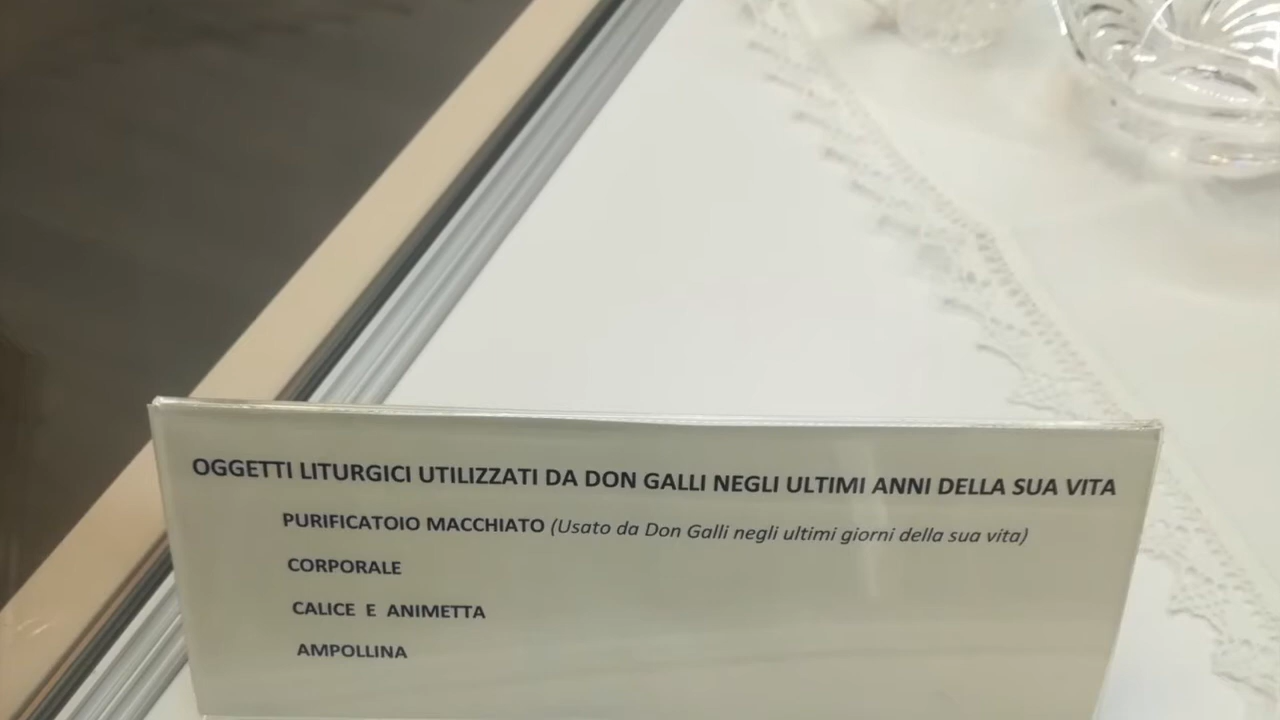 OGGETTI LITURGICI UTILIZZATI DA DON GALLI NEGLI ULTIMI ANNI DELLA SUA VITA
PURIFICATOIO MACCHIATO (Usato da Don Galli negli ultimi giorni della sua vita)
CORPORALE
CALICE E ANIMETTA
AMPOLLINA